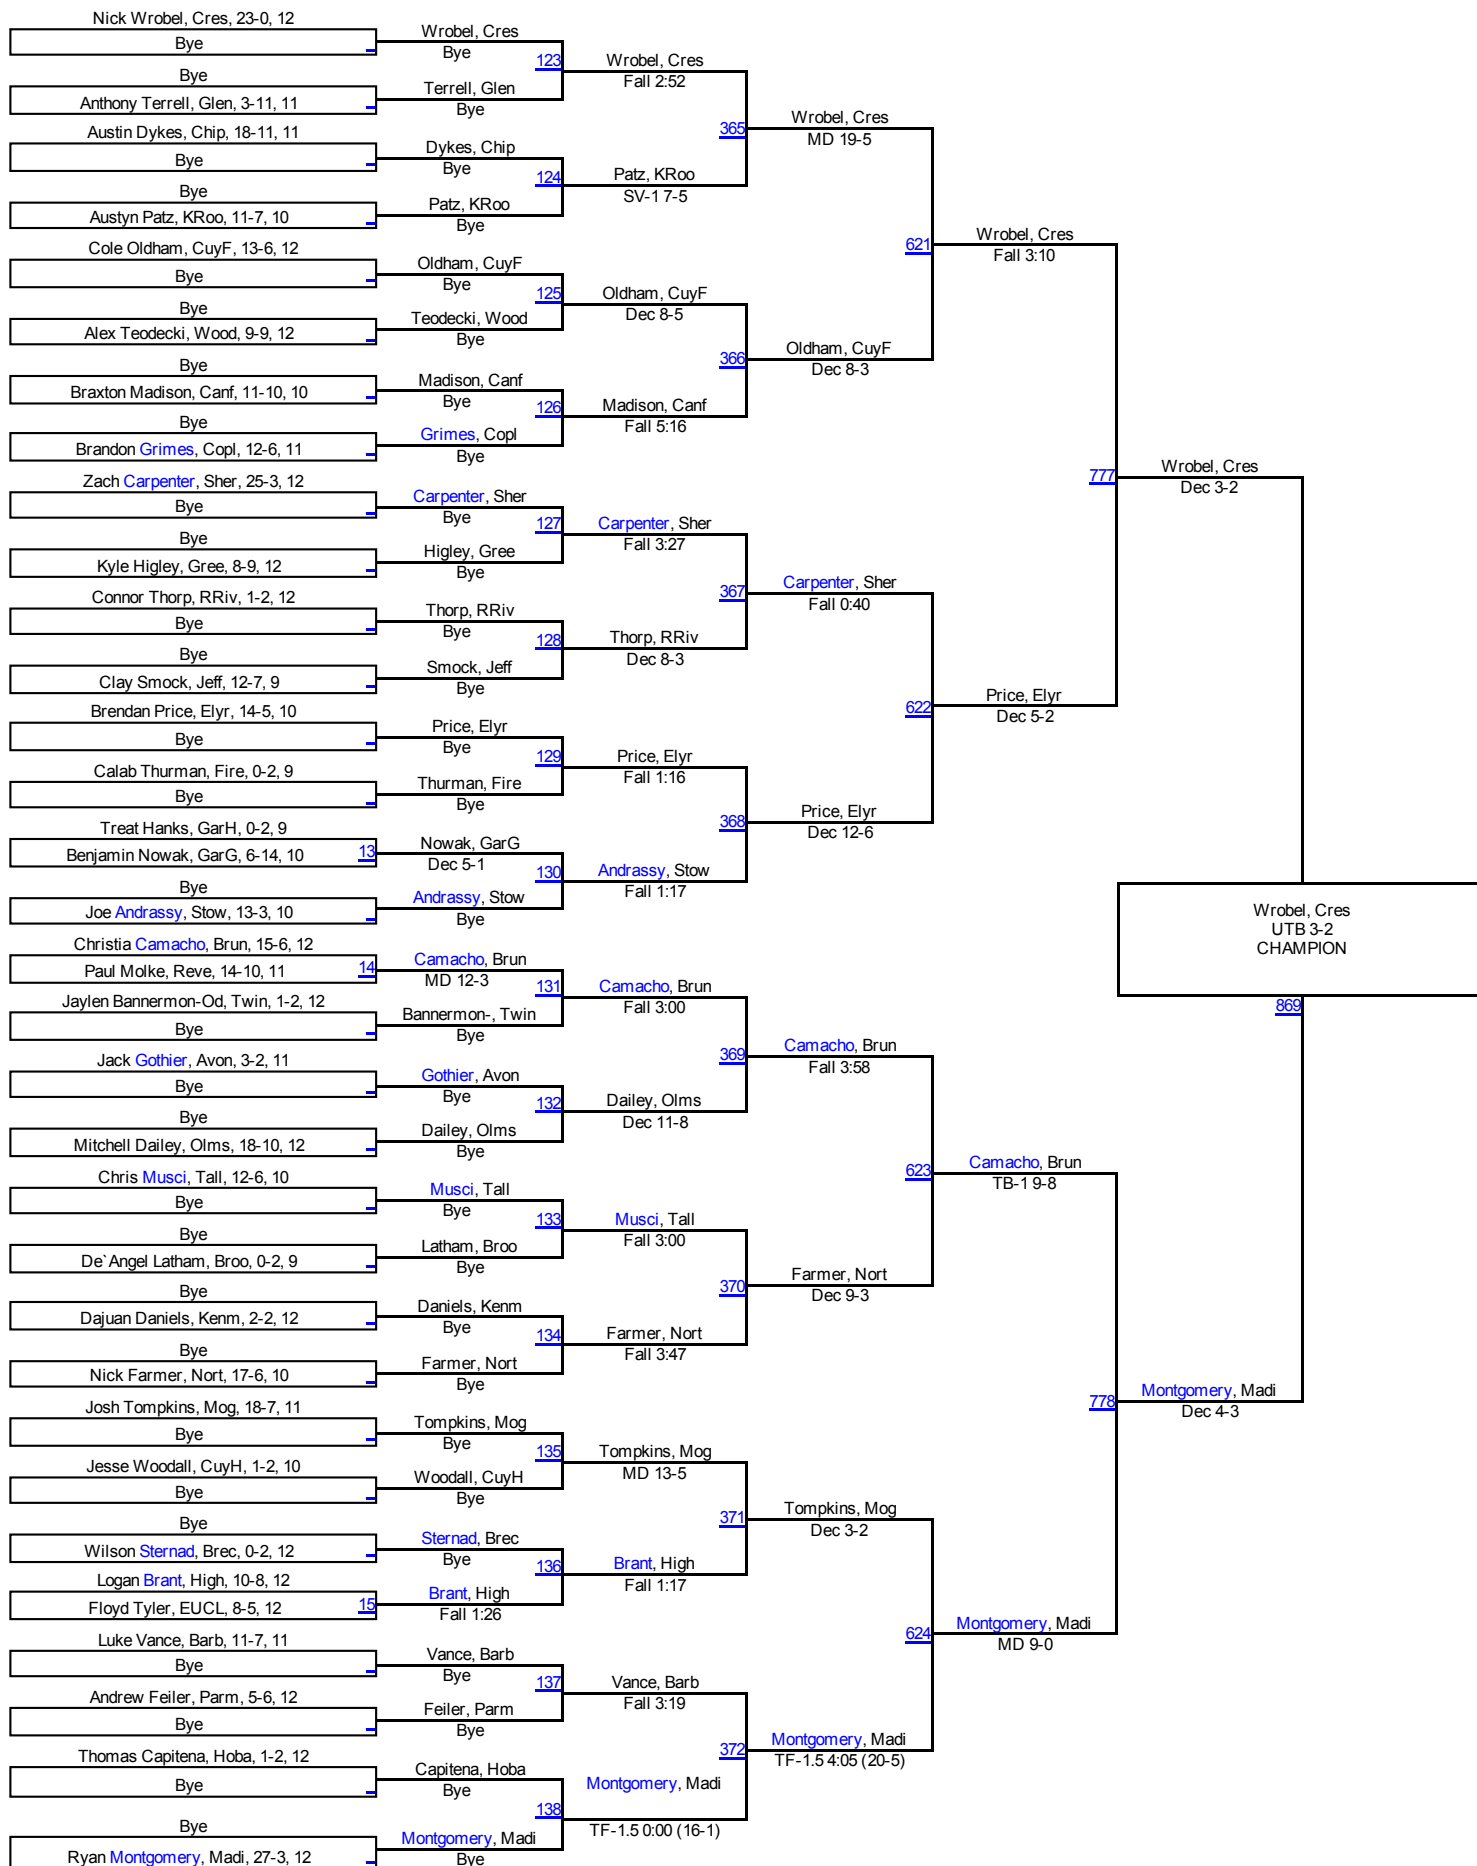 Nick Wrobel, Cres, 23-0, 12
Bye
Bye
Anthony Terrell, Glen, 3-11, 11
Austin Dykes, Chip, 18-11, 11
Bye
Bye
Austyn Patz, KRoo, 11-7, 10
Cole Oldham, CuyF, 13-6, 12
Bye
Bye
Alex Teodecki, Wood, 9-9, 12
Bye
Braxton Madison, Canf, 11-10, 10
Bye
Brandon Grimes, Copl, 12-6, 11
Zach Carpenter, Sher, 25-3, 12
Bye
Bye
Kyle Higley, Gree, 8-9, 12
Connor Thorp, RRiv, 1-2, 12
Bye
Bye
Clay Smock, Jeff, 12-7, 9
Brendan Price, Elyr, 14-5, 10
Bye
Calab Thurman, Fire, 0-2, 9
Bye
Treat Hanks, GarH, 0-2, 9
Benjamin Nowak, GarG, 6-14, 10
13
Bye
Joe Andrassy, Stow, 13-3, 10
Christia Camacho, Brun, 15-6, 12
Paul Molke, Reve, 14-10, 11
14
Jaylen Bannermon-Od, Twin, 1-2, 12
Bye
Jack Gothier, Avon, 3-2, 11
Bye
Bye
Mitchell Dailey, Olms, 18-10, 12
Chris Musci, Tall, 12-6, 10
Bye
Bye
De`Angel Latham, Broo, 0-2, 9
Bye
Dajuan Daniels, Kenm, 2-2, 12
Bye
Nick Farmer, Nort, 17-6, 10
Josh Tompkins, Mog, 18-7, 11
Bye
Jesse Woodall, CuyH, 1-2, 10
Bye
Bye
Wilson Sternad, Brec, 0-2, 12
Logan Brant, High, 10-8, 12
Floyd Tyler, EUCL, 8-5, 12
15
Luke Vance, Barb, 11-7, 11
Bye
Andrew Feiler, Parm, 5-6, 12
Bye
Thomas Capitena, Hoba, 1-2, 12
Bye
Bye
Ryan Montgomery, Madi, 27-3, 12
Wrobel, Cres
Bye
123
Terrell, Glen
Bye
Dykes, Chip
Bye
124
Patz, KRoo
Bye
Oldham, CuyF
Bye
125
Teodecki, Wood
Bye
Madison, Canf
Bye
126
Grimes, Copl
Bye
Carpenter, Sher
Bye
127
Higley, Gree
Bye
Thorp, RRiv
Bye
128
Smock, Jeff
Bye
Price, Elyr
Bye
129
Thurman, Fire
Bye
Nowak, GarG
Dec 5-1
130
Andrassy, Stow
Bye
Camacho, Brun
MD 12-3
131
Bannermon-, Twin
Bye
Gothier, Avon
Bye
132
Dailey, Olms
Bye
Musci, Tall
Bye
133
Latham, Broo
Bye
Daniels, Kenm
Bye
134
Farmer, Nort
Bye
Tompkins, Mog
Bye
135
Woodall, CuyH
Bye
Sternad, Brec
Bye
136
Brant, High
Fall 1:26
Vance, Barb
Bye
137
Feiler, Parm
Bye
Capitena, Hoba
Bye
138
Montgomery, Madi
Bye
Wrobel, Cres
Fall 2:52
365
Patz, KRoo
SV-1 7-5
Oldham, CuyF
Dec 8-5
366
Madison, Canf
Fall 5:16
Carpenter, Sher
Fall 3:27
367
Thorp, RRiv
Dec 8-3
Price, Elyr
Fall 1:16
368
Andrassy, Stow
Fall 1:17
Camacho, Brun
Fall 3:00
369
Dailey, Olms
Dec 11-8
Musci, Tall
Fall 3:00
370
Farmer, Nort
Fall 3:47
Tompkins, Mog
MD 13-5
371
Brant, High
Fall 1:17
Vance, Barb
Fall 3:19
372
Montgomery, Madi
TF-1.5 0:00 (16-1)
Wrobel, Cres
MD 19-5
621
Oldham, CuyF
Dec 8-3
Carpenter, Sher
Fall 0:40
622
Price, Elyr
Dec 12-6
Camacho, Brun
Fall 3:58
623
Farmer, Nort
Dec 9-3
Tompkins, Mog
Dec 3-2
624
Montgomery, Madi
TF-1.5 4:05 (20-5)
Wrobel, Cres
Fall 3:10
777
Price, Elyr
Dec 5-2
Camacho, Brun
TB-1 9-8
778
Montgomery, Madi
MD 9-0
Wrobel, Cres
Dec 3-2
Montgomery, Madi
Dec 4-3
Wrobel, Cres
UTB 3-2
CHAMPION
869